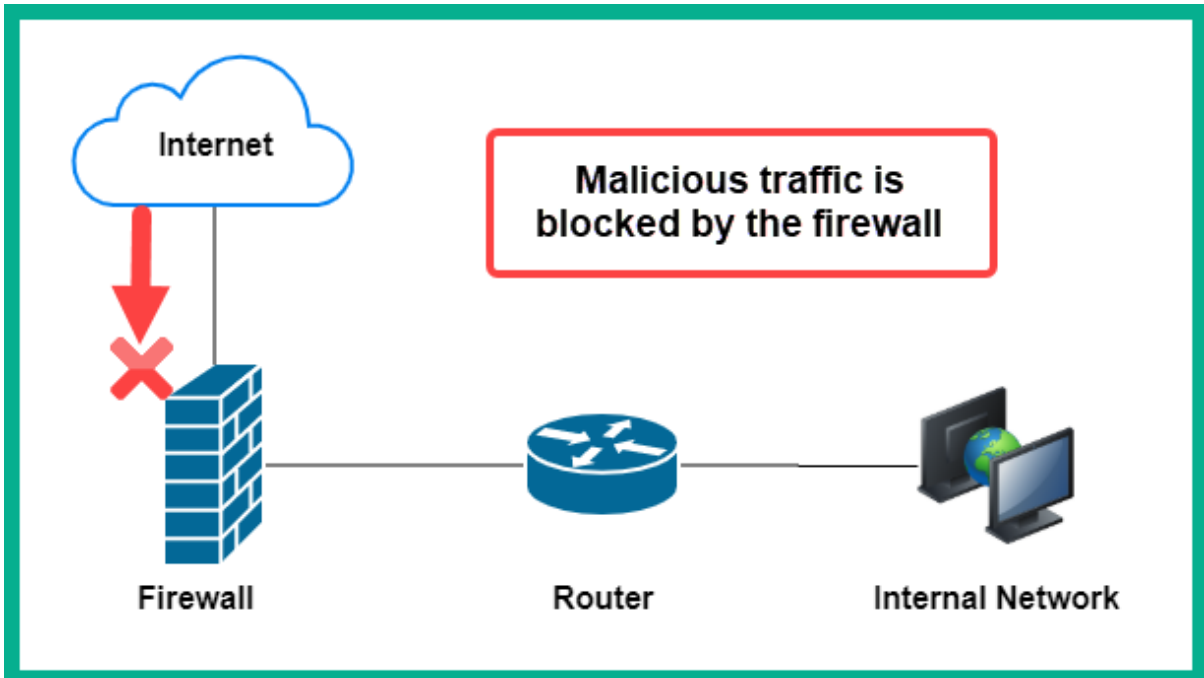 Internet
Malicious traffic is
blocked by the firewall
Firewall
Router
Internal Network